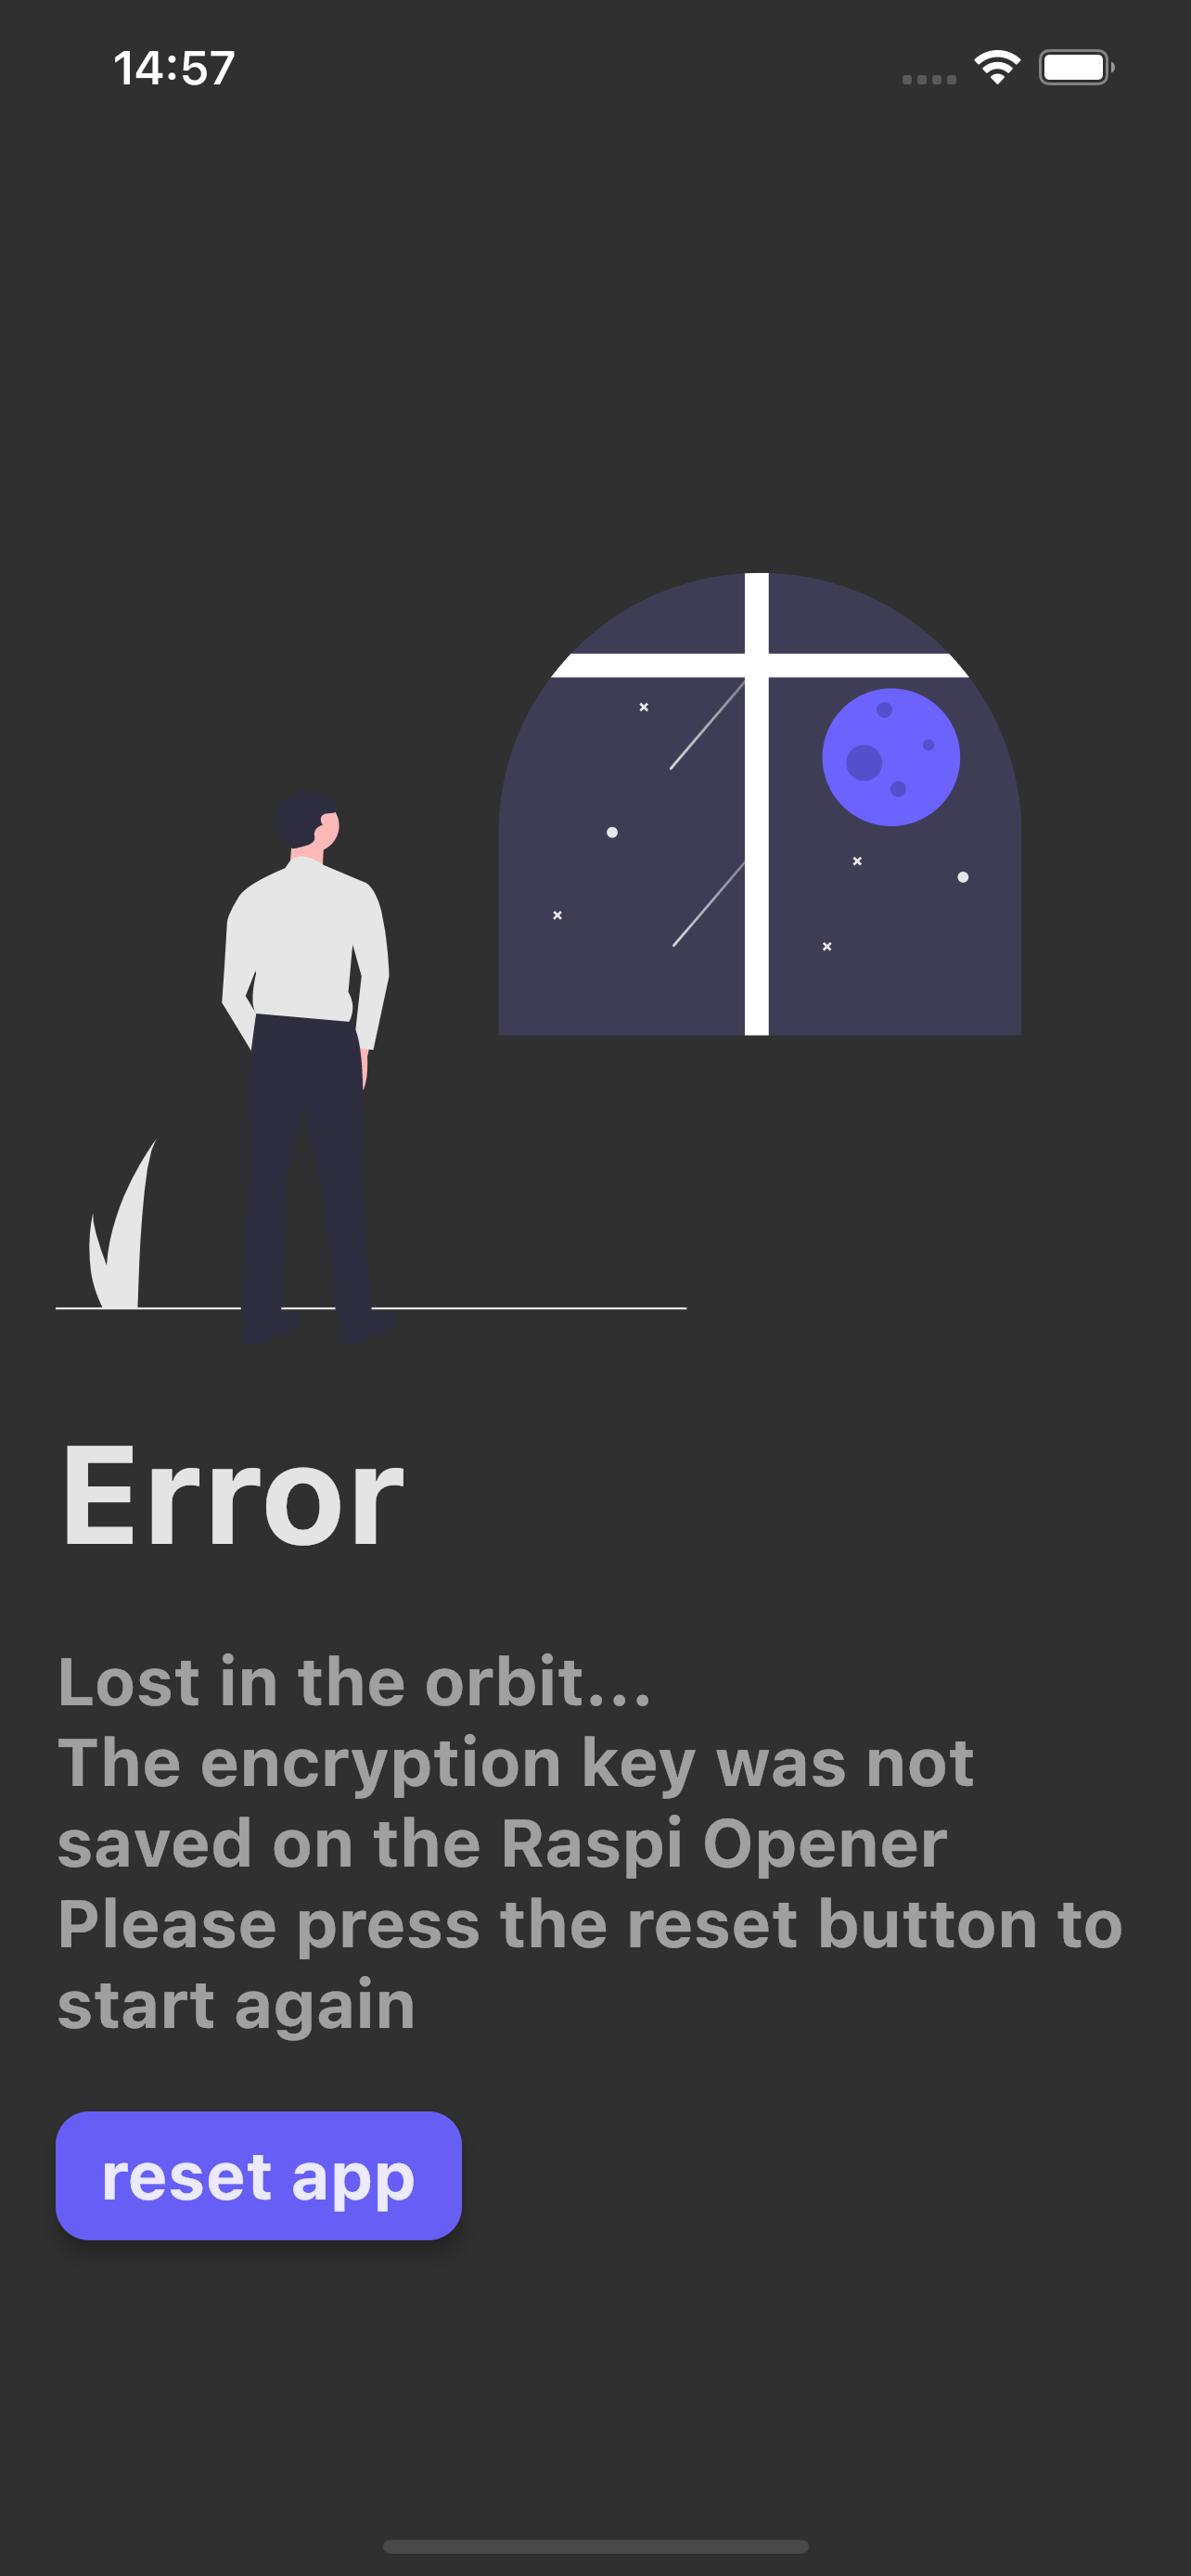 14:57
Error
Lost in the orbit...
The encryption key was not
saved on the Raspi Opener
Please press the reset button to
start again
reset app